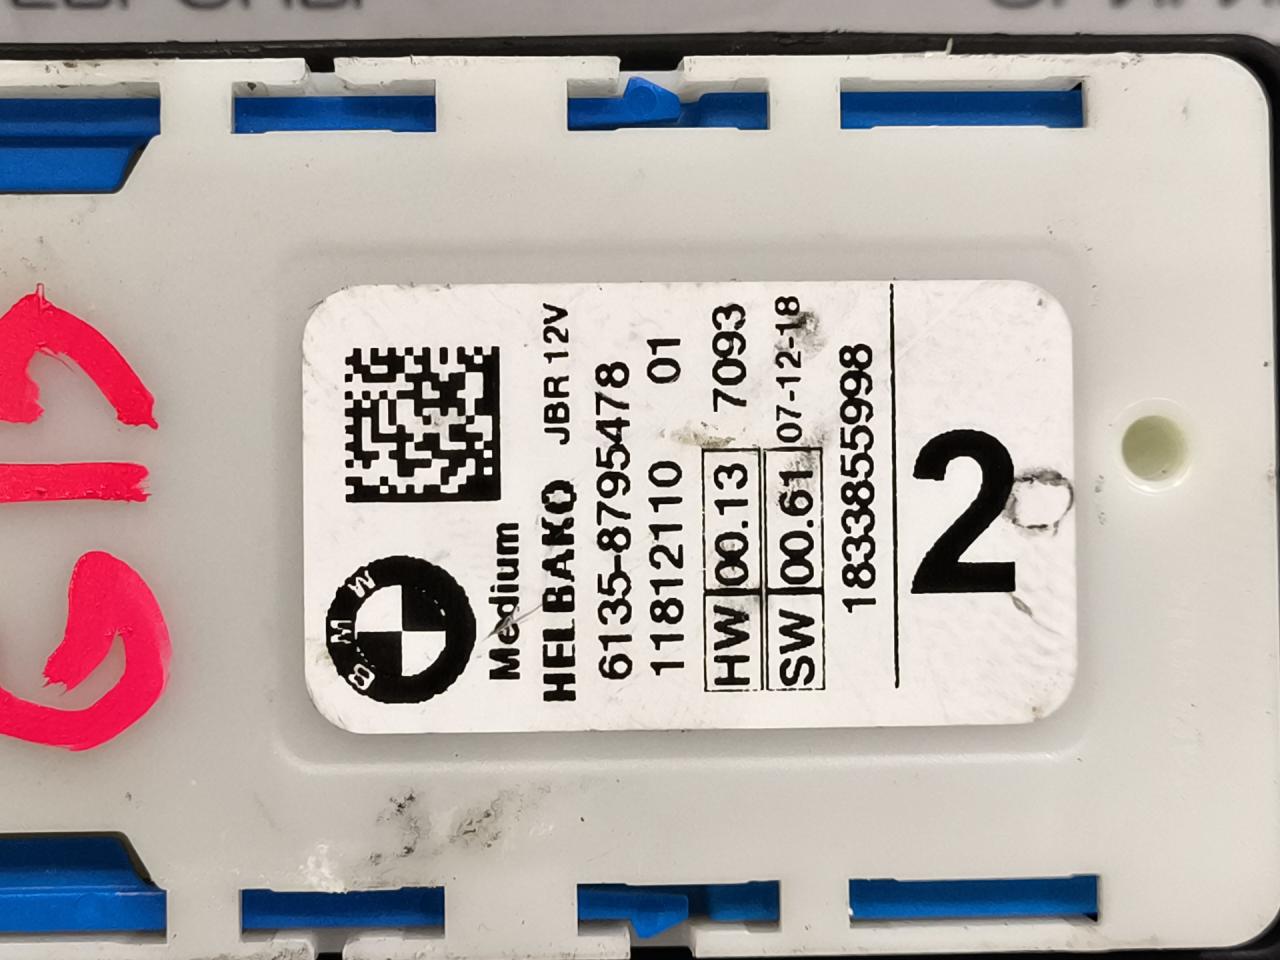 BMW
Medium
HELBAKO JBR 12V
6135-8795478
11812110 01
HW 00.13 7093
SW 00.61 07-12-18
1833855998
2
G19